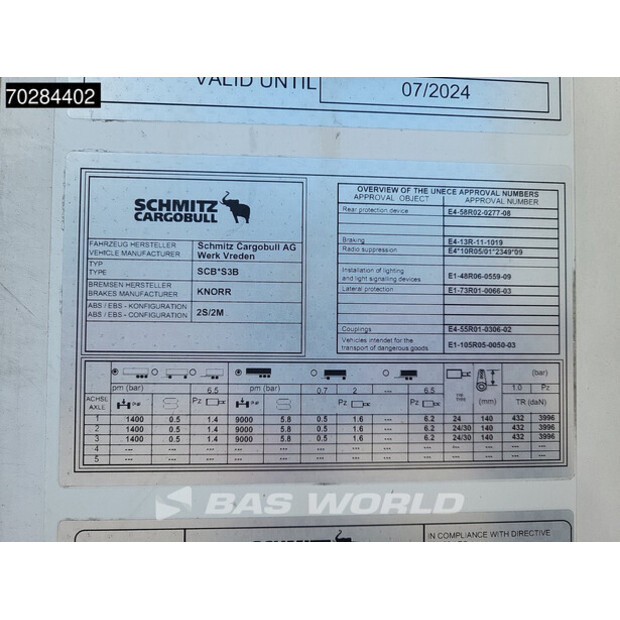 70284402
VALID UNTIL 07/2024
SCHMITZ
CARGOBULL
FAHRZEUG HERSTELLER
VEHICLE MANUFACTURER
Schmitz Cargobull AG
Werk Vreden
TYP
TYPE
SCB*S3B
BREMSEN HERSTELLER
BRAKES MANUFACTURER
KNORR
ABS / EBS - KONFIGURATION
ABS / EBS - CONFIGURATION
2S/2M
OVERVIEW OF THE UNECE APPROVAL NUMBERS
APPROVAL OBJECT APPROVAL NUMBER
Rear protection device E4-58R02-0277-08
Braking E4-13R-11-1019
Radio suppression E4*10R05/01*2349*09
Installation of lighting
and light signalling devices E1-48R06-0559-09
Lateral protection E1-73R01-0066-03
Couplings E4-55R01-0306-02
Vehicles intended for the
transport of dangerous goods E1-105R05-0050-03
(bar)
pm (bar) 6.5 pm (bar) 0.7 2 ... 6.5 1.0 Pz
ACHSE
AXLE
Pz Pz Pz (mm) TR (daN)
1 1400 0.5 1.4 9000 5.8 0.5 1.6 ... 6.2 24 140 432 3996
2 1400 0.5 1.4 9000 5.8 0.5 1.6 ... 6.2 24/30 140 432 3996
3 1400 0.5 1.4 9000 5.8 0.5 1.6 ... 6.2 24/30 140 432 3996
4 ... ... ... ... ... ... ... ... ... ... ... ... ...
5 ... ... ... ... ... ... ... ... ... ... ... ... ...
BAS WORLD
SCHMITZ
IN COMPLIANCE WITH DIRECTIVE